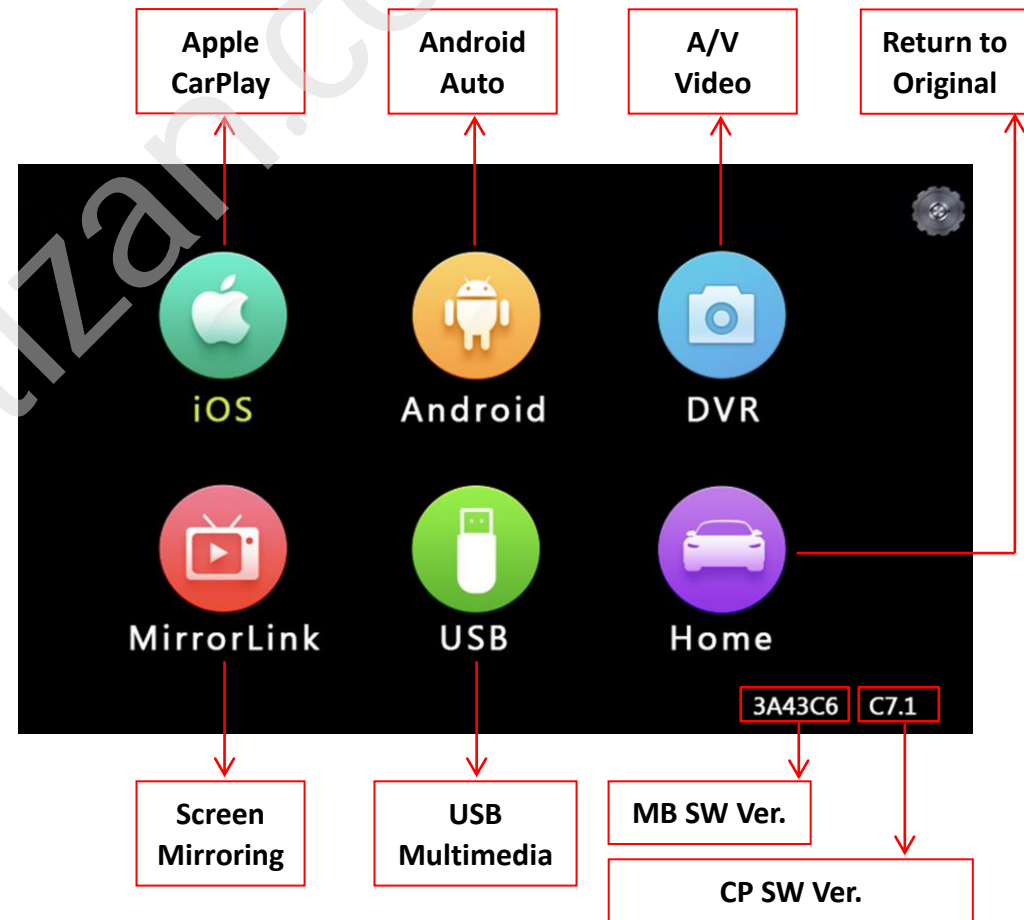 Apple
CarPlay
Android
Auto
A/V
Video
Return to
Original
iOS
Android
DVR
MirrorLink
USB
Home
3A43C6
C7.1
Screen
Mirroring
USB
Multimedia
MB SW Ver.
CP SW Ver.